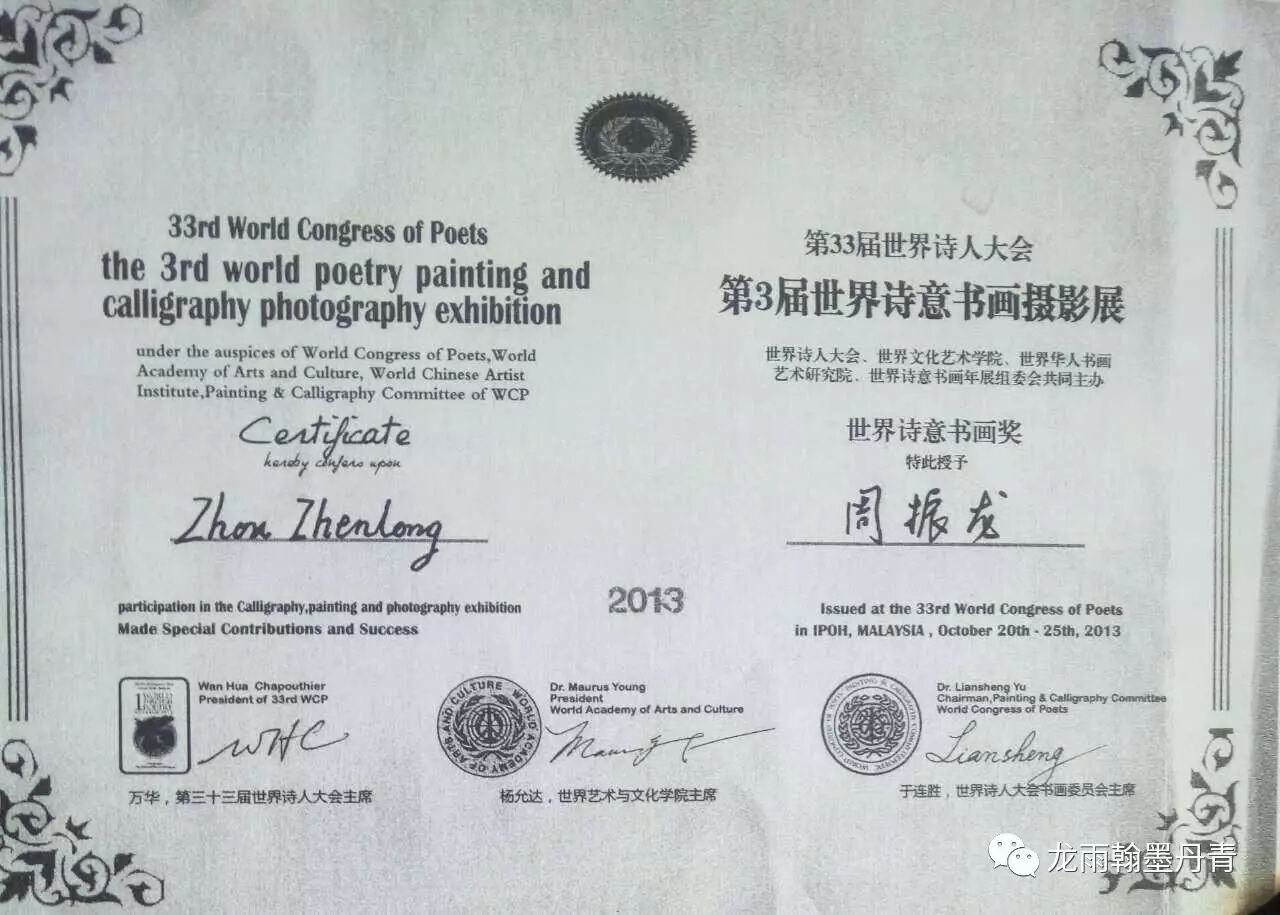 33rd World Congress of Poets
the 3rd world poetry painting and
calligraphy photography exhibition
under the auspices of World Congress of Poets,World
Academy of Arts and Culture, World Chinese Artist
Institute,Painting & Calligraphy Committee of WCP
Certificate
hereby confers upon
Zhou Zhenlong
participation in the Calligraphy,painting and photography exhibition
Made Special Contributions and Success
第33届世界诗人大会
第3届世界诗意书画摄影展
世界诗人大会、世界文化艺术学院、世界华人书画
艺术研究院、世界诗意书画年展组委会共同主办
世界诗意书画奖
特此授予
周振龙
2013
Issued at the 33rd World Congress of Poets
in IPOH, MALAYSIA , October 20th - 25th, 2013
Wan Hua Chapouthier
President of 33rd WCP
WHC
万华，第三十三届世界诗人大会主席
WORLD ACADEMY OF ARTS AND CULTURE
Dr. Maurus Young
President
World Academy of Arts and Culture
杨允达，世界艺术与文化学院主席
Dr. Liansheng Yu
Chairman,Painting & Calligraphy Committee
World Congress of Poets
Liansheng
于连胜，世界诗人大会书画委员会主席
龙雨翰墨丹青